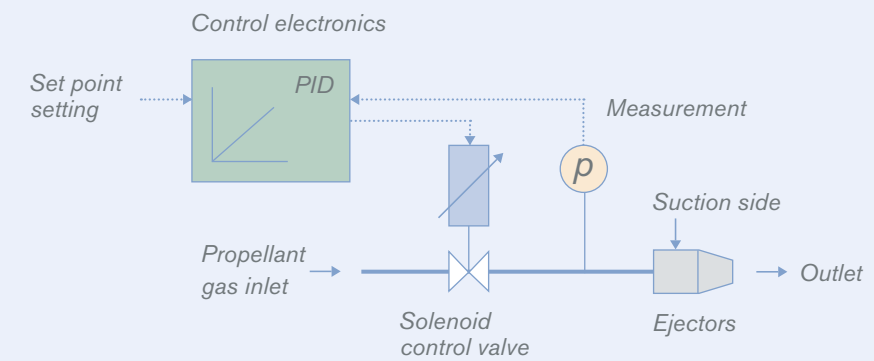 Control electronics
Set point
setting
PID
Measurement
p
Suction side
Propellant
gas inlet
Outlet
Solenoid
control valve
Ejectors